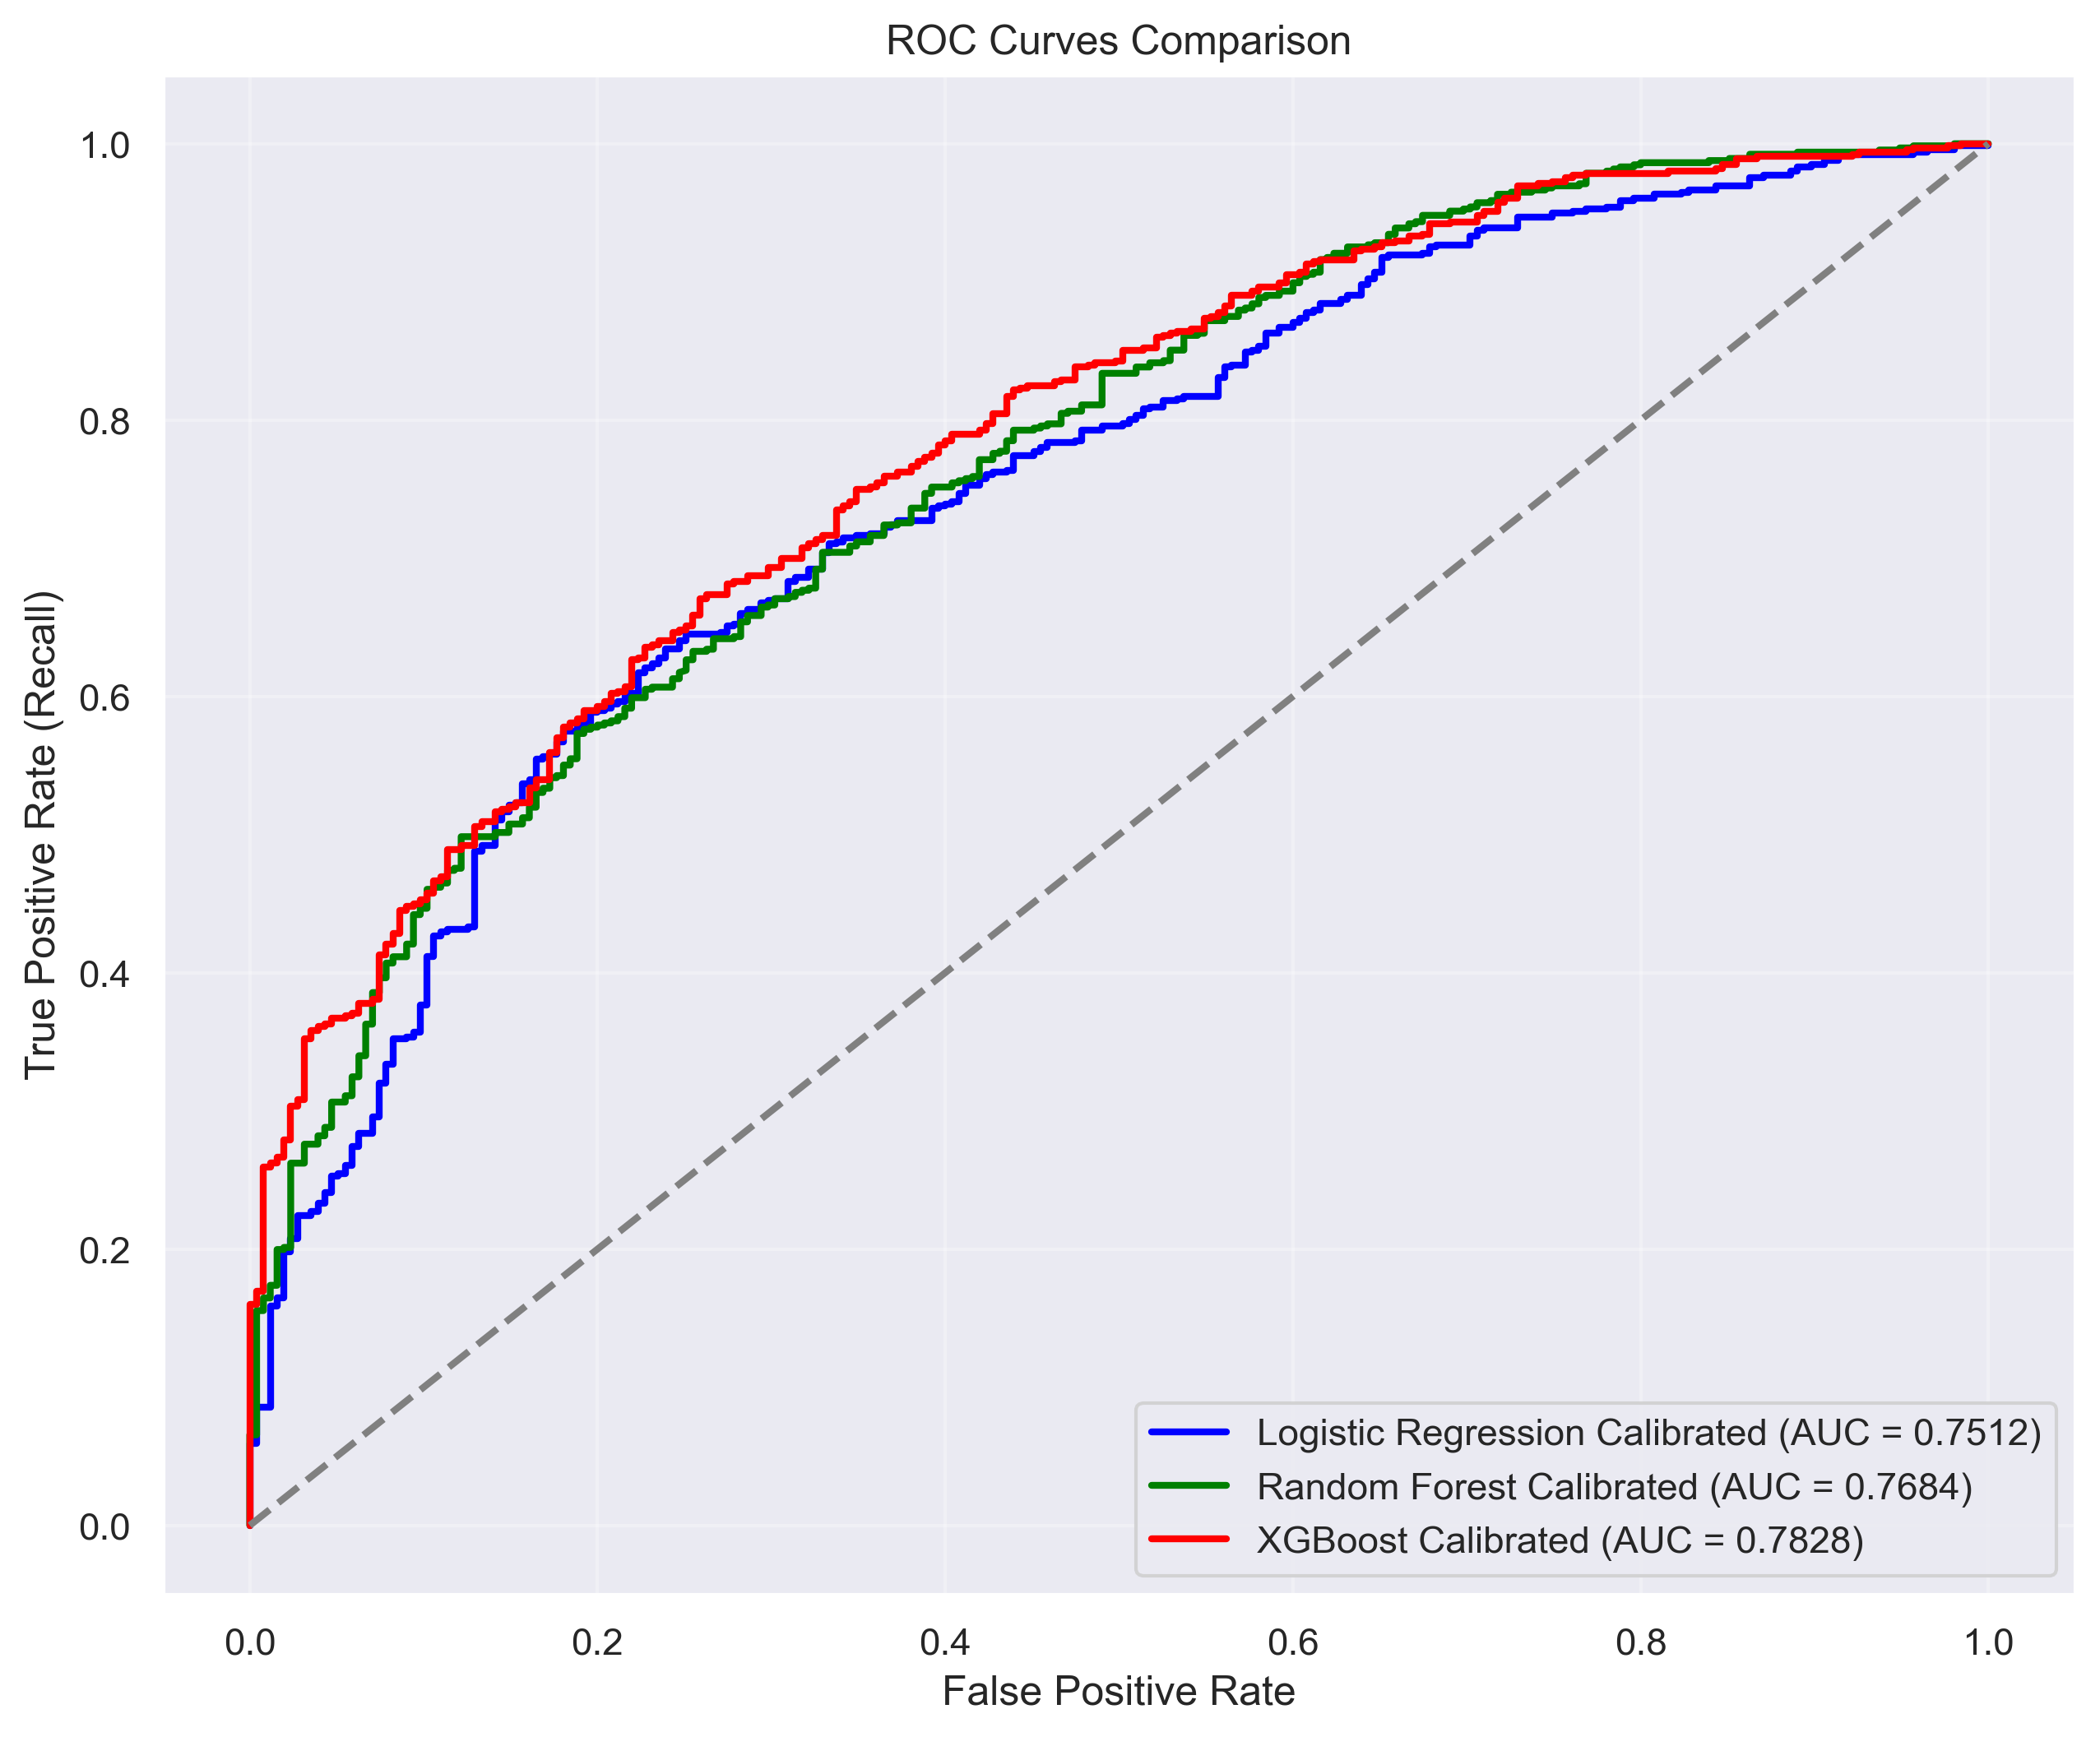 ROC Curves Comparison
True Positive Rate (Recall)
1.0
0.8
0.6
0.4
0.2
0.0
Logistic Regression Calibrated (AUC = 0.7512)
Random Forest Calibrated (AUC = 0.7684)
XGBoost Calibrated (AUC = 0.7828)
0.0 0.2 0.4 0.6 0.8 1.0
False Positive Rate